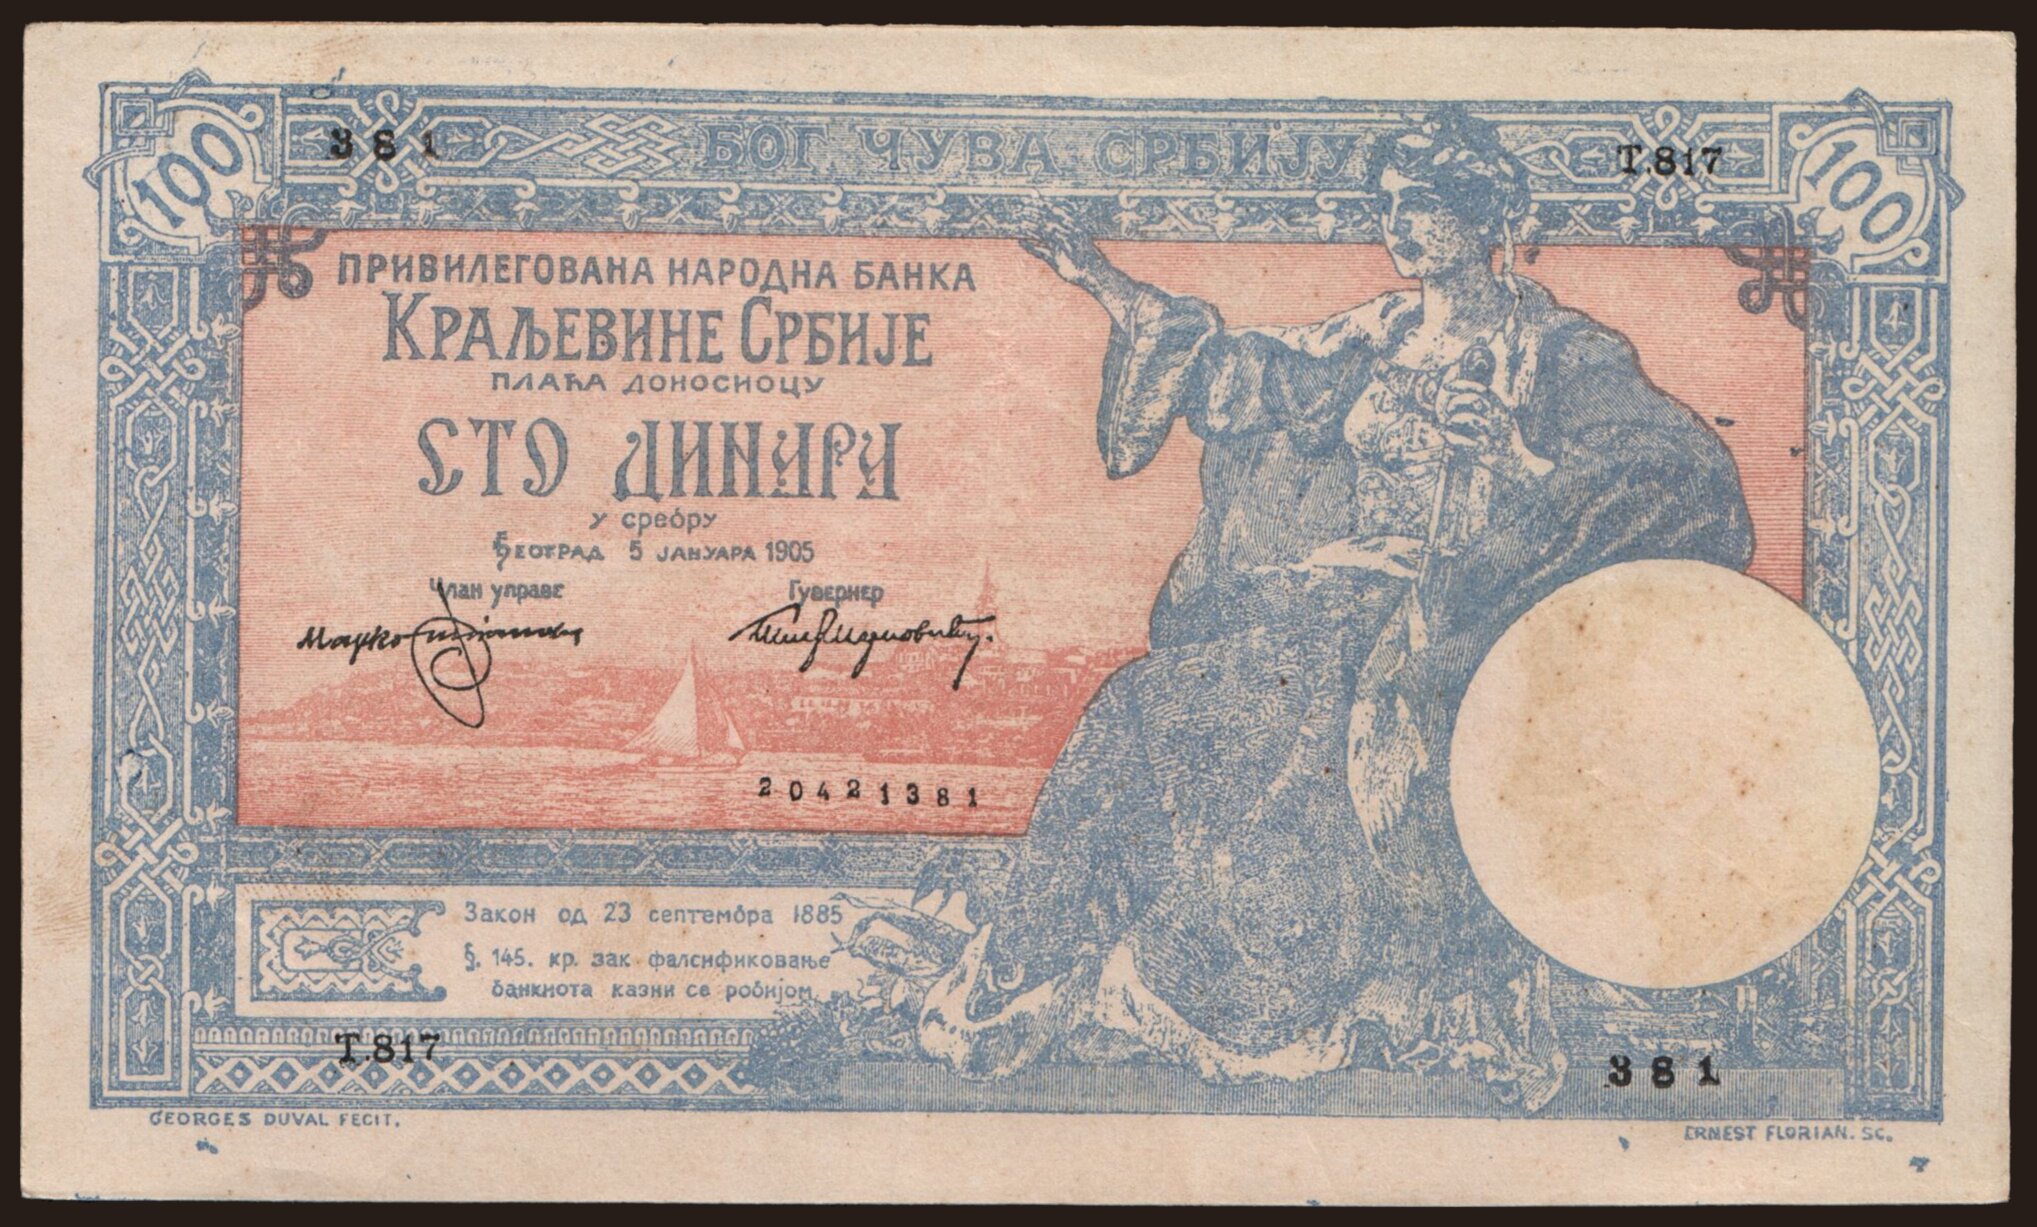 100
381
БОГ ЧУВА СРБИЈУ
Т.817
100
ПРИВИЛЕГОВАНА НАРОДНА БАНКА
КРАЉЕВИНЕ СРБИЈЕ
ПЛАЋА ДОНОСИОЦУ
СТО ДИНАРА
У СРЕБРУ
БЕОГРАД 5 ЈАНУАРА 1905
Члан управе
Гувернер
Марко
20421381
Закон од 23 септембра 1885
§. 145. кр. зак фалсификовање
банкнота казни се робијом
Т.817
381
GEORGES DUVAL FECIT.
ERNEST FLORIAN. SC.